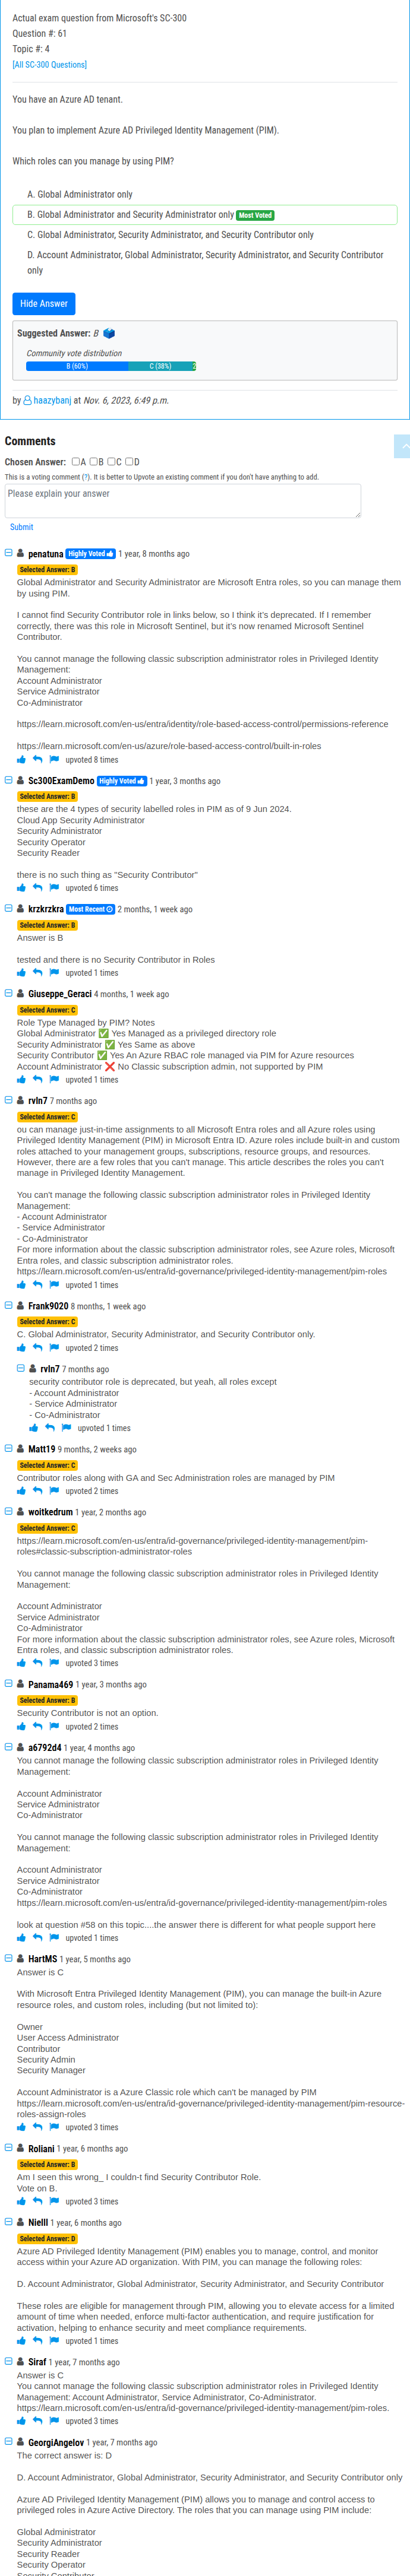 Actual exam question from Microsoft's SC-300
Question #: 61
Topic #: 4
[All SC-300 Questions]
You have an Azure AD tenant.
You plan to implement Azure AD Privileged Identity Management (PIM).
Which roles can you manage by using PIM?
A. Global Administrator only
B. Global Administrator and Security Administrator only Most Voted
C. Global Administrator, Security Administrator, and Security Contributor only
D. Account Administrator, Global Administrator, Security Administrator, and Security Contributor
only
Hide Answer
Suggested Answer: B
Community vote distribution
B (60%) C (38%) 2
by haazybanj at Nov. 6, 2023, 6:49 p.m.
Comments
Chosen Answer: A B C D
This is a voting comment (?). It is better to Upvote an existing comment if you don't have anything to add.
Please explain your answer
Submit
penatuna Highly Voted 1 year, 8 months ago
Selected Answer: B
Global Administrator and Security Administrator are Microsoft Entra roles, so you can manage them
by using PIM.
I cannot find Security Contributor role in links below, so I think it's deprecated. If I remember
correctly, there was this role in Microsoft Sentinel, but it's now renamed Microsoft Sentinel
Contributor.
You cannot manage the following classic subscription administrator roles in Privileged Identity
Management:
Account Administrator
Service Administrator
Co-Administrator
https://learn.microsoft.com/en-us/entra/identity/role-based-access-control/permissions-reference
https://learn.microsoft.com/en-us/azure/role-based-access-control/built-in-roles
upvoted 8 times
Sc300ExamDemo Highly Voted 1 year, 3 months ago
Selected Answer: B
these are the 4 types of security labelled roles in PIM as of 9 Jun 2024.
Cloud App Security Administrator
Security Administrator
Security Operator
Security Reader
there is no such thing as "Security Contributor"
upvoted 6 times
krzkrzkra Most Recent 2 months, 1 week ago
Selected Answer: B
Answer is B
tested and there is no Security Contributor in Roles
upvoted 1 times
Giuseppe_Geraci 4 months, 1 week ago
Selected Answer: C
Role Type Managed by PIM? Notes
Global Administrator ✅ Yes Managed as a privileged directory role
Security Administrator ✅ Yes Same as above
Security Contributor ✅ Yes An Azure RBAC role managed via PIM for Azure resources
Account Administrator ❌ No Classic subscription admin, not supported by PIM
upvoted 1 times
rvln7 7 months ago
Selected Answer: C
ou can manage just-in-time assignments to all Microsoft Entra roles and all Azure roles using
Privileged Identity Management (PIM) in Microsoft Entra ID. Azure roles include built-in and custom
roles attached to your management groups, subscriptions, resource groups, and resources.
However, there are a few roles that you can't manage. This article describes the roles you can't
manage in Privileged Identity Management.
You can't manage the following classic subscription administrator roles in Privileged Identity
Management:
- Account Administrator
- Service Administrator
- Co-Administrator
For more information about the classic subscription administrator roles, see Azure roles, Microsoft
Entra roles, and classic subscription administrator roles.
https://learn.microsoft.com/en-us/entra/id-governance/privileged-identity-management/pim-roles
upvoted 1 times
Frank9020 8 months, 1 week ago
Selected Answer: C
C. Global Administrator, Security Administrator, and Security Contributor only.
upvoted 2 times
rvln7 7 months ago
security contributor role is deprecated, but yeah, all roles except
- Account Administrator
- Service Administrator
- Co-Administrator
upvoted 1 times
Matt19 9 months, 2 weeks ago
Selected Answer: C
Contributor roles along with GA and Sec Administration roles are managed by PIM
upvoted 2 times
woitkedrum 1 year, 2 months ago
Selected Answer: C
https://learn.microsoft.com/en-us/entra/id-governance/privileged-identity-management/pim-
roles#classic-subscription-administrator-roles
You cannot manage the following classic subscription administrator roles in Privileged Identity
Management:
Account Administrator
Service Administrator
Co-Administrator
For more information about the classic subscription administrator roles, see Azure roles, Microsoft
Entra roles, and classic subscription administrator roles.
upvoted 3 times
Panama469 1 year, 3 months ago
Selected Answer: B
Security Contributor is not an option.
upvoted 2 times
a6792d4 1 year, 4 months ago
You cannot manage the following classic subscription administrator roles in Privileged Identity
Management:
Account Administrator
Service Administrator
Co-Administrator
You cannot manage the following classic subscription administrator roles in Privileged Identity
Management:
Account Administrator
Service Administrator
Co-Administrator
https://learn.microsoft.com/en-us/entra/id-governance/privileged-identity-management/pim-roles
look at question #58 on this topic....the answer there is different for what people support here
upvoted 1 times
HartMS 1 year, 5 months ago
Answer is C
With Microsoft Entra Privileged Identity Management (PIM), you can manage the built-in Azure
resource roles, and custom roles, including (but not limited to):
Owner
User Access Administrator
Contributor
Security Admin
Security Manager
Account Administrator is a Azure Classic role which can't be managed by PIM
https://learn.microsoft.com/en-us/entra/id-governance/privileged-identity-management/pim-resource-
roles-assign-roles
upvoted 3 times
Roliani 1 year, 6 months ago
Selected Answer: B
Am I seen this wrong_ I couldn-t find Security Contributor Role.
Vote on B.
upvoted 3 times
Nielll 1 year, 6 months ago
Selected Answer: D
Azure AD Privileged Identity Management (PIM) enables you to manage, control, and monitor
access within your Azure AD organization. With PIM, you can manage the following roles:
D. Account Administrator, Global Administrator, Security Administrator, and Security Contributor
These roles are eligible for management through PIM, allowing you to elevate access for a limited
amount of time when needed, enforce multi-factor authentication, and require justification for
activation, helping to enhance security and meet compliance requirements.
upvoted 1 times
Siraf 1 year, 7 months ago
Answer is C
You cannot manage the following classic subscription administrator roles in Privileged Identity
Management: Account Administrator, Service Administrator, Co-Administrator.
https://learn.microsoft.com/en-us/entra/id-governance/privileged-identity-management/pim-roles.
upvoted 3 times
GeorgiAngelov 1 year, 7 months ago
The correct answer is: D
D. Account Administrator, Global Administrator, Security Administrator, and Security Contributor only
Azure AD Privileged Identity Management (PIM) allows you to manage and control access to
privileged roles in Azure Active Directory. The roles that you can manage using PIM include:
Global Administrator
Security Administrator
Security Reader
Security Operator
Security Contributor